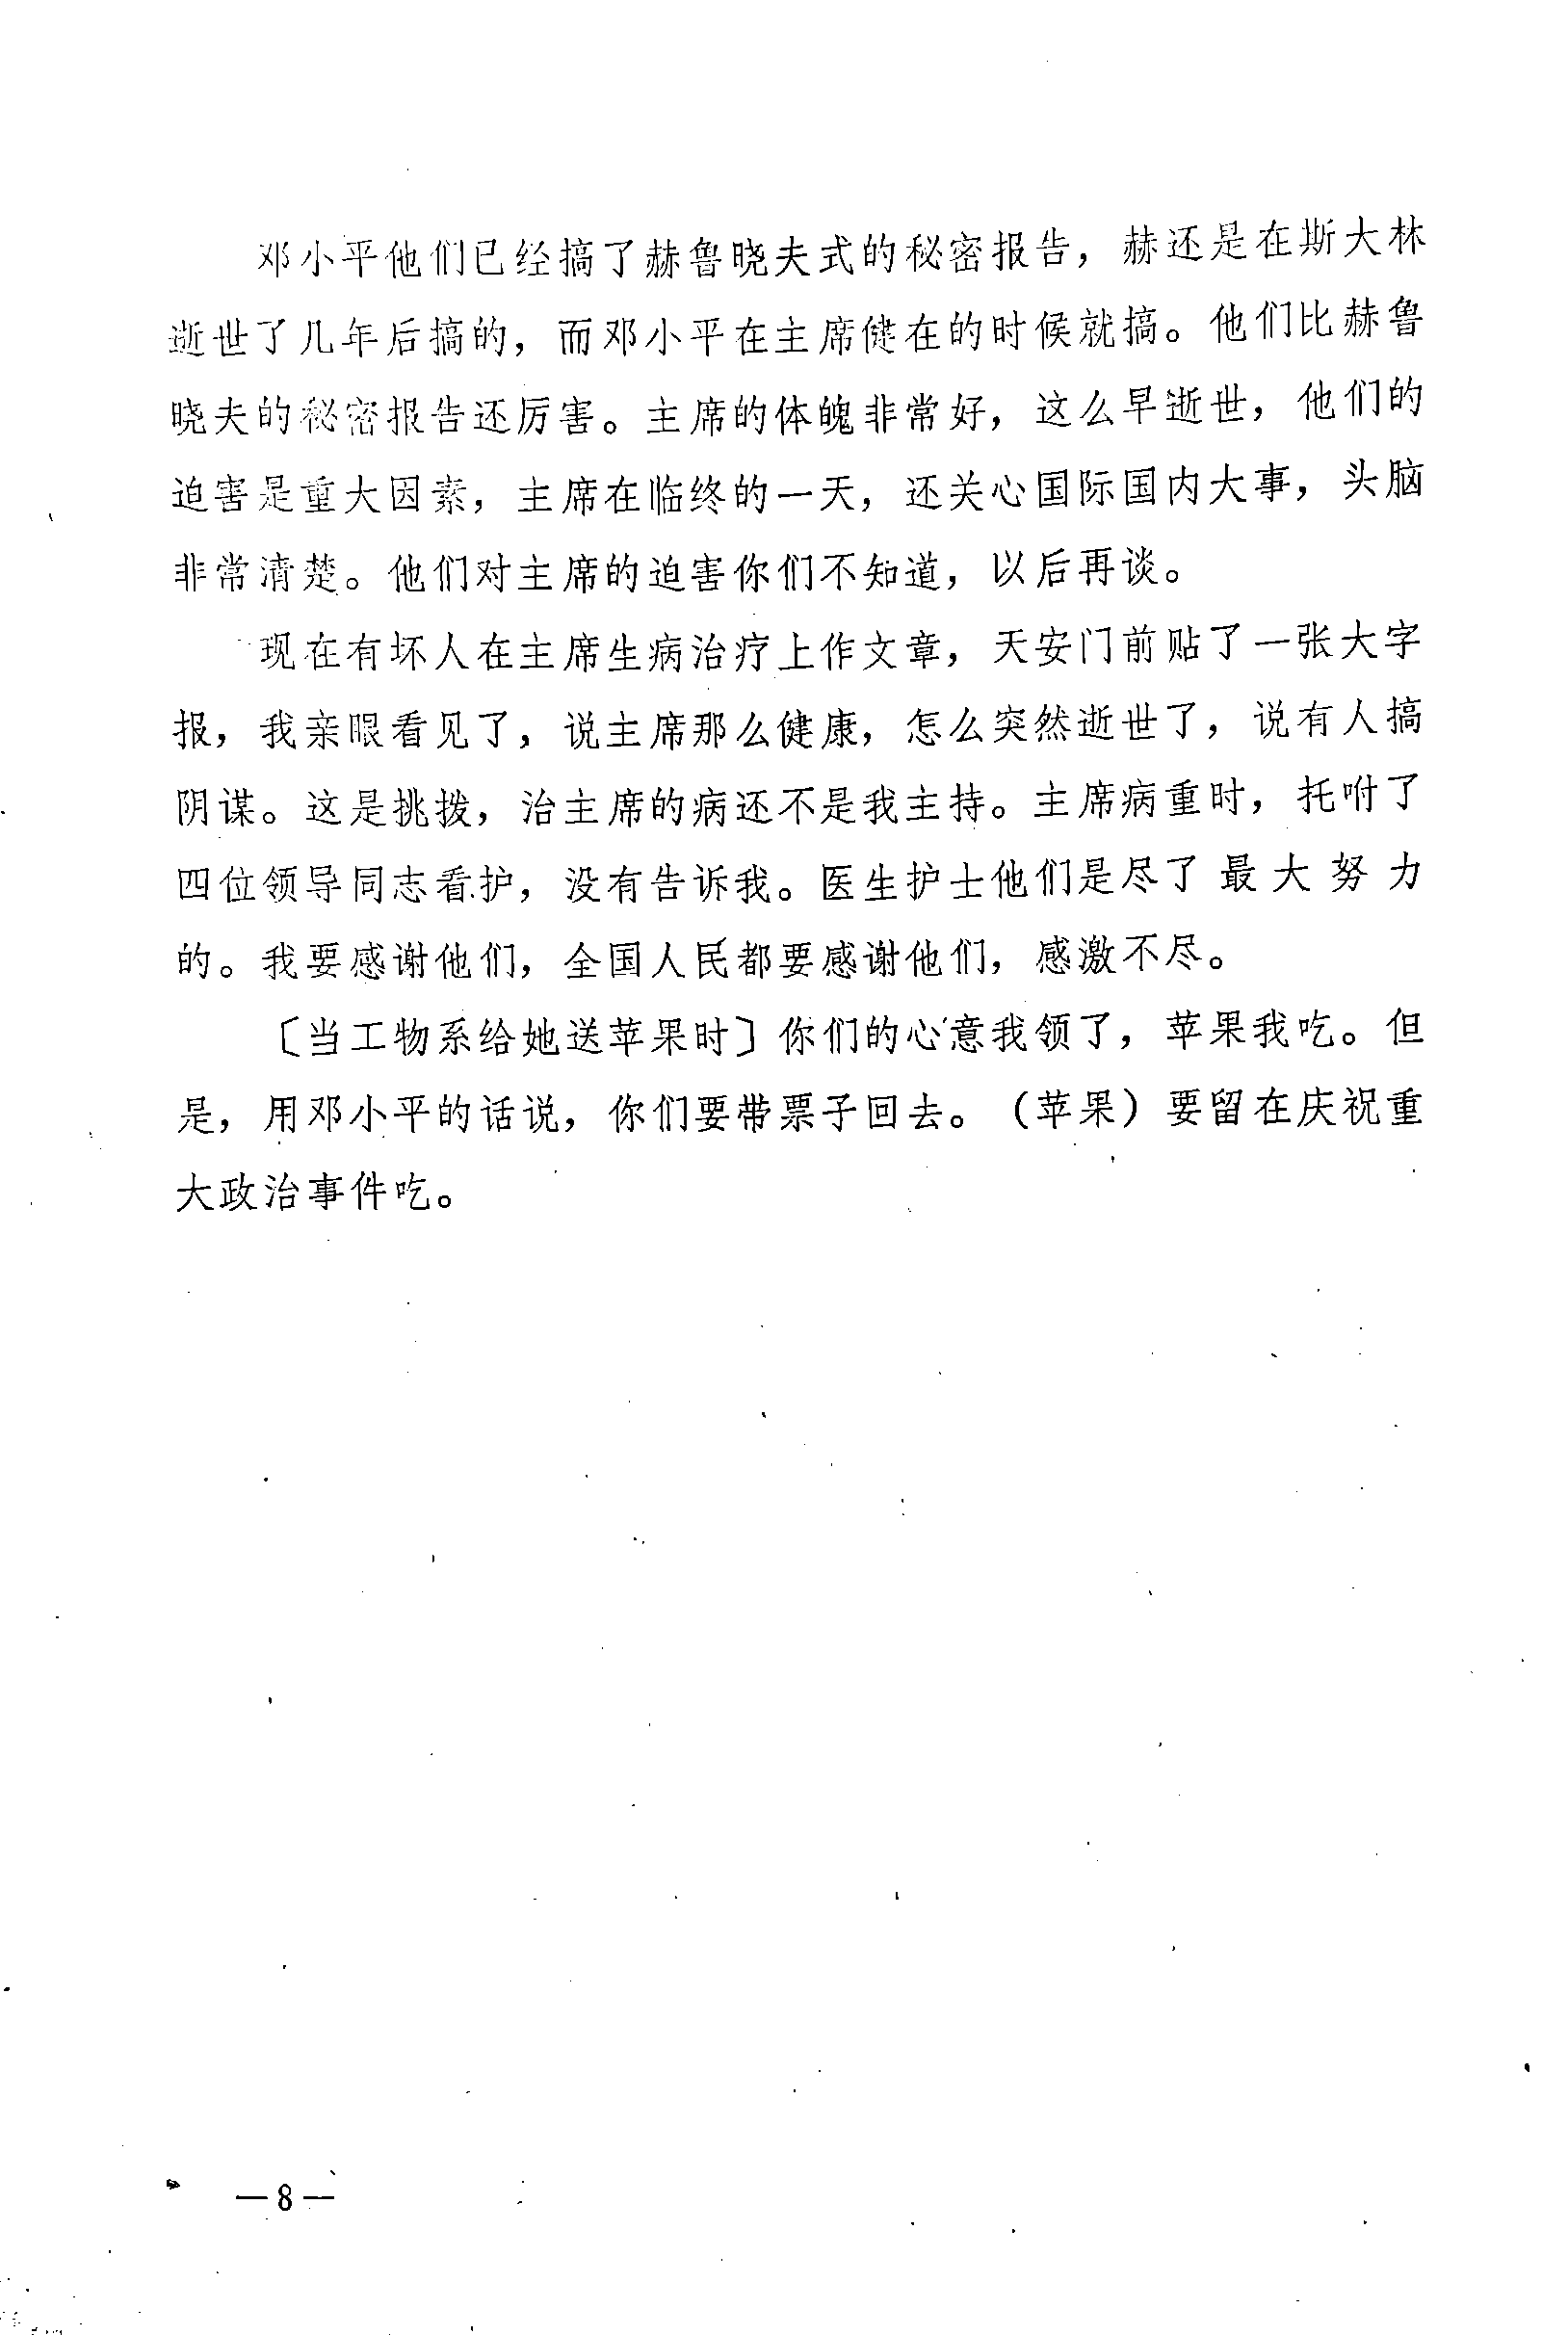 邓小平他们已经搞了赫鲁晓夫式的秘密报告，赫还是在斯大林
逝世了几年后搞的，而邓小平在主席健在的时候就搞。他们比赫鲁
晓夫的秘密报告还厉害。主席的体魄非常好，这么早逝世，他们的
迫害是重大因素，主席在临终的一天，还关心国际国内大事，头脑
非常清楚。他们对主席的迫害你们不知道，以后再谈。
现在有坏人在主席生病治疗上作文章，天安门前贴了一张大字
报，我亲眼看见了，说主席那么健康，怎么突然逝世了，说有人搞
阴谋。这是挑拨，治主席的病还不是我主持。主席病重时，托咐了
四位领导同志看护，没有告诉我。医生护士他们是尽了最大努力
的。我要感谢他们，全国人民都要感谢他们，感激不尽。
〔当工物系给她送苹果时〕你们的心意我领了，苹果我吃。但
是，用邓小平的话说，你们要带票子回去。（苹果）要留在庆祝重
大政治事件吃。
—8—